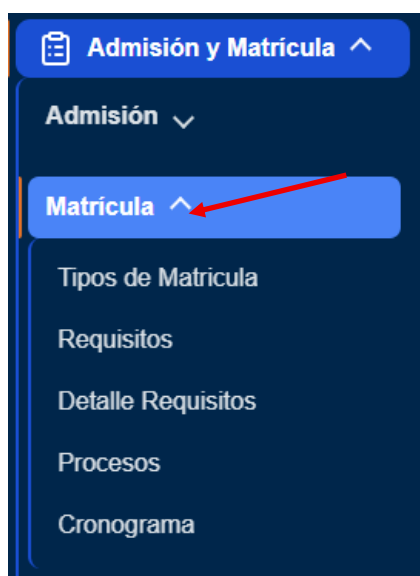 Admisión y Matrícula
Admisión
Matrícula
Tipos de Matricula
Requisitos
Detalle Requisitos
Procesos
Cronograma